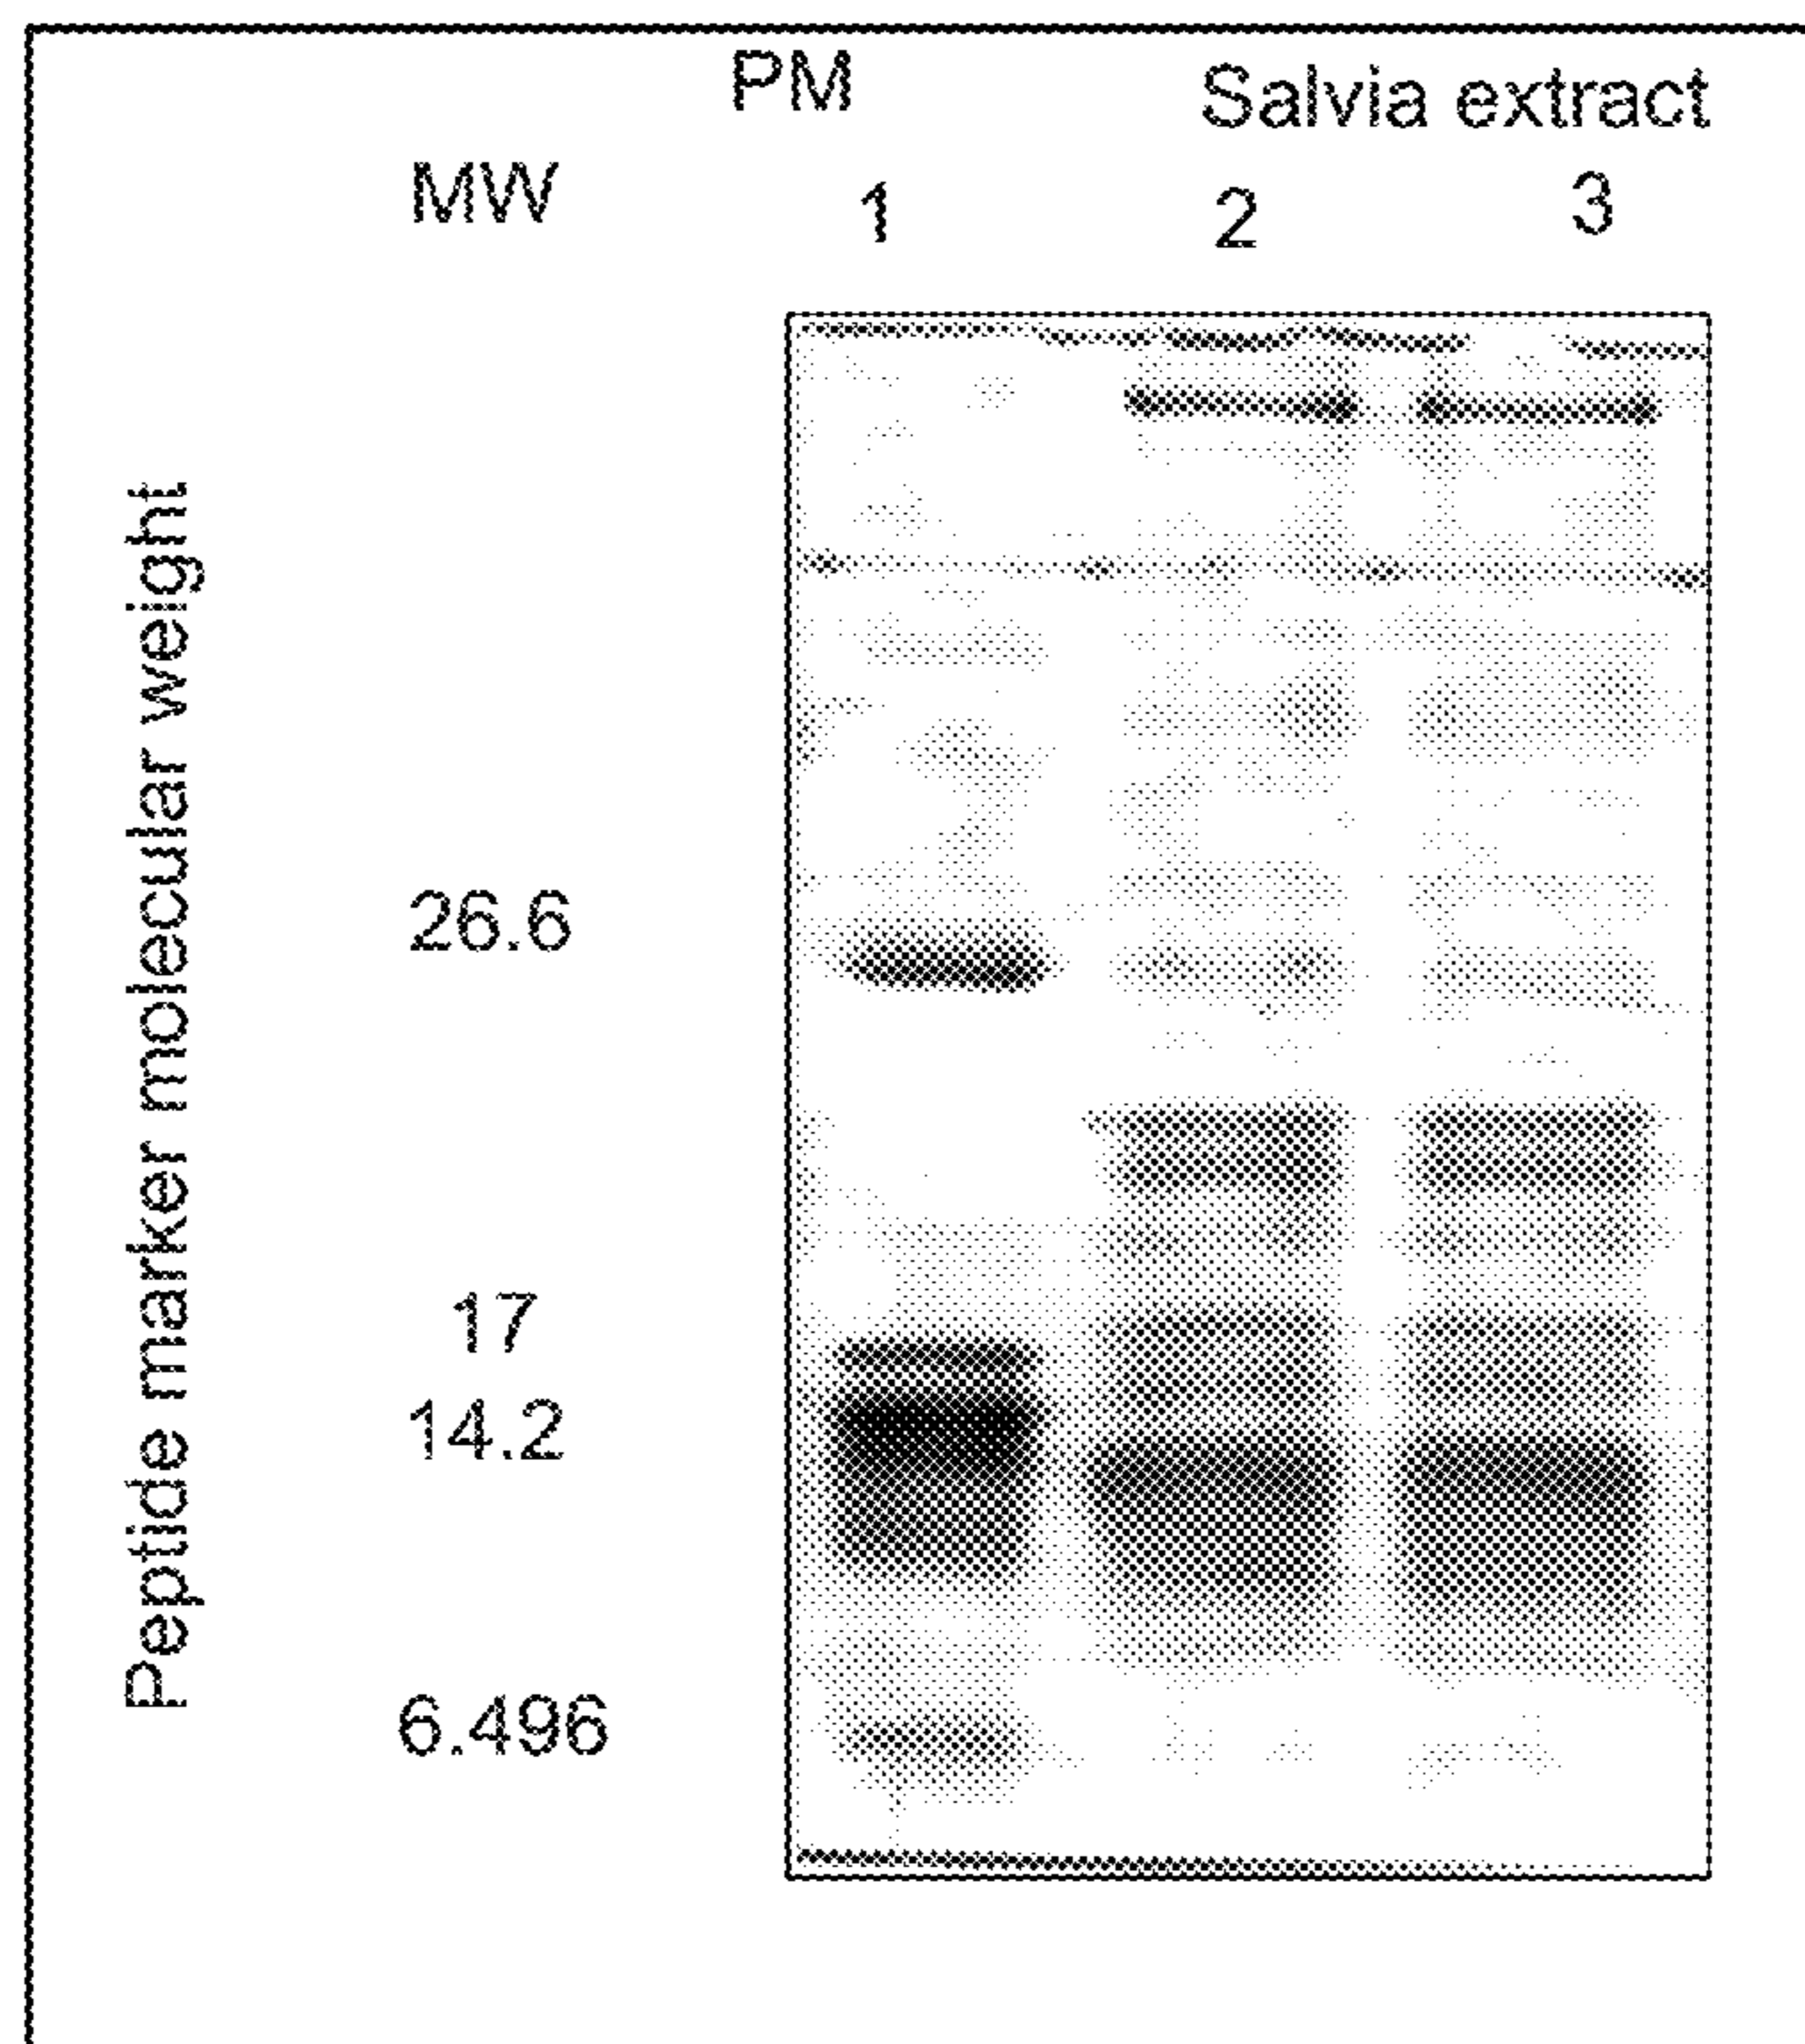 PM
Salvia extract
MW
1
2
3
Peptide marker molecular weight
26.6
17
14.2
6.496